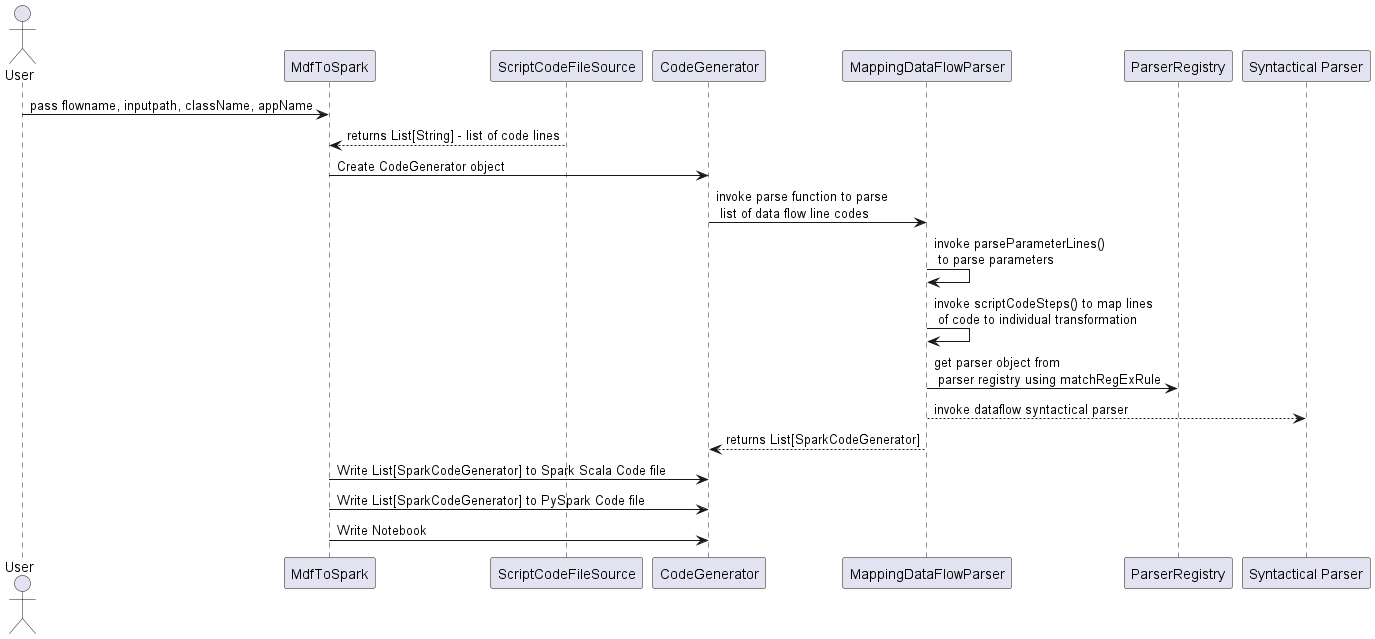 User
MdfToSpark
ScriptCodeFileSource
CodeGenerator
MappingDataFlowParser
ParserRegistry
Syntactical Parser
pass flowname, inputpath, className, appName
returns List[String] - list of code lines
Create CodeGenerator object
invoke parse function to parse
list of data flow line codes
invoke parseParameterLines()
to parse parameters
invoke scriptCodeSteps() to map lines
of code to individual transformation
get parser object from
parser registry using matchRegExRule
invoke dataflow syntactical parser
returns List[SparkCodeGenerator]
Write List[SparkCodeGenerator] to Spark Scala Code file
Write List[SparkCodeGenerator] to PySpark Code file
Write Notebook
User
MdfToSpark
ScriptCodeFileSource
CodeGenerator
MappingDataFlowParser
ParserRegistry
Syntactical Parser